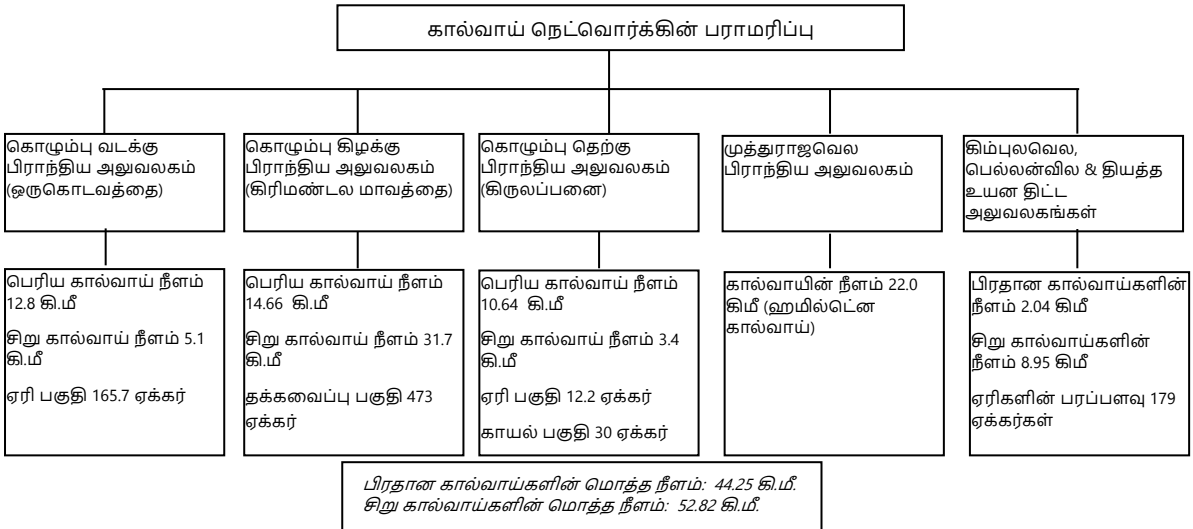 கால்வாய் நெட்வொர்க்கின் பராமரிப்பு
கொழும்பு வடக்கு
பிராந்திய அலுவலகம்
(ஒருகொடவத்தை)
கொழும்பு கிழக்கு
பிராந்திய அலுவலகம்
(கிரிமண்டல மாவத்தை)
கொழும்பு தெற்கு
பிராந்திய அலுவலகம்
(கிருலப்பனை)
முத்துராஜவெல
பிராந்திய அலுவலகம்
கிம்புலவெல,
பெல்லன்வில & தியத்த
உயன திட்ட
அலுவலகங்கள்
பெரிய கால்வாய் நீளம்
12.8 கி.மீ
சிறு கால்வாய் நீளம் 5.1
கி.மீ
ஏரி பகுதி 165.7 ஏக்கர்
பெரிய கால்வாய் நீளம்
14.66 கி.மீ
சிறு கால்வாய் நீளம் 31.7
கி.மீ
தக்கவைப்பு பகுதி 473
ஏக்கர்
பெரிய கால்வாய் நீளம்
10.64 கி.மீ
சிறு கால்வாய் நீளம் 3.4
கி.மீ
ஏரி பகுதி 12.2 ஏக்கர்
காயல் பகுதி 30 ஏக்கர்
கால்வாயின் நீளம் 22.0
கிமீ (ஹமில்டென
கால்வாய்)
பிரதான கால்வாய்களின்
நீளம் 2.04 கிமீ
சிறு கால்வாய்களின்
நீளம் 8.95 கிமீ
ஏரிகளின் பரப்பளவு 179
ஏக்கர்கள்
பிரதான கால்வாய்களின் மொத்த நீளம்: 44.25 கி.மீ.
சிறு கால்வாய்களின் மொத்த நீளம்: 52.82 கி.மீ.